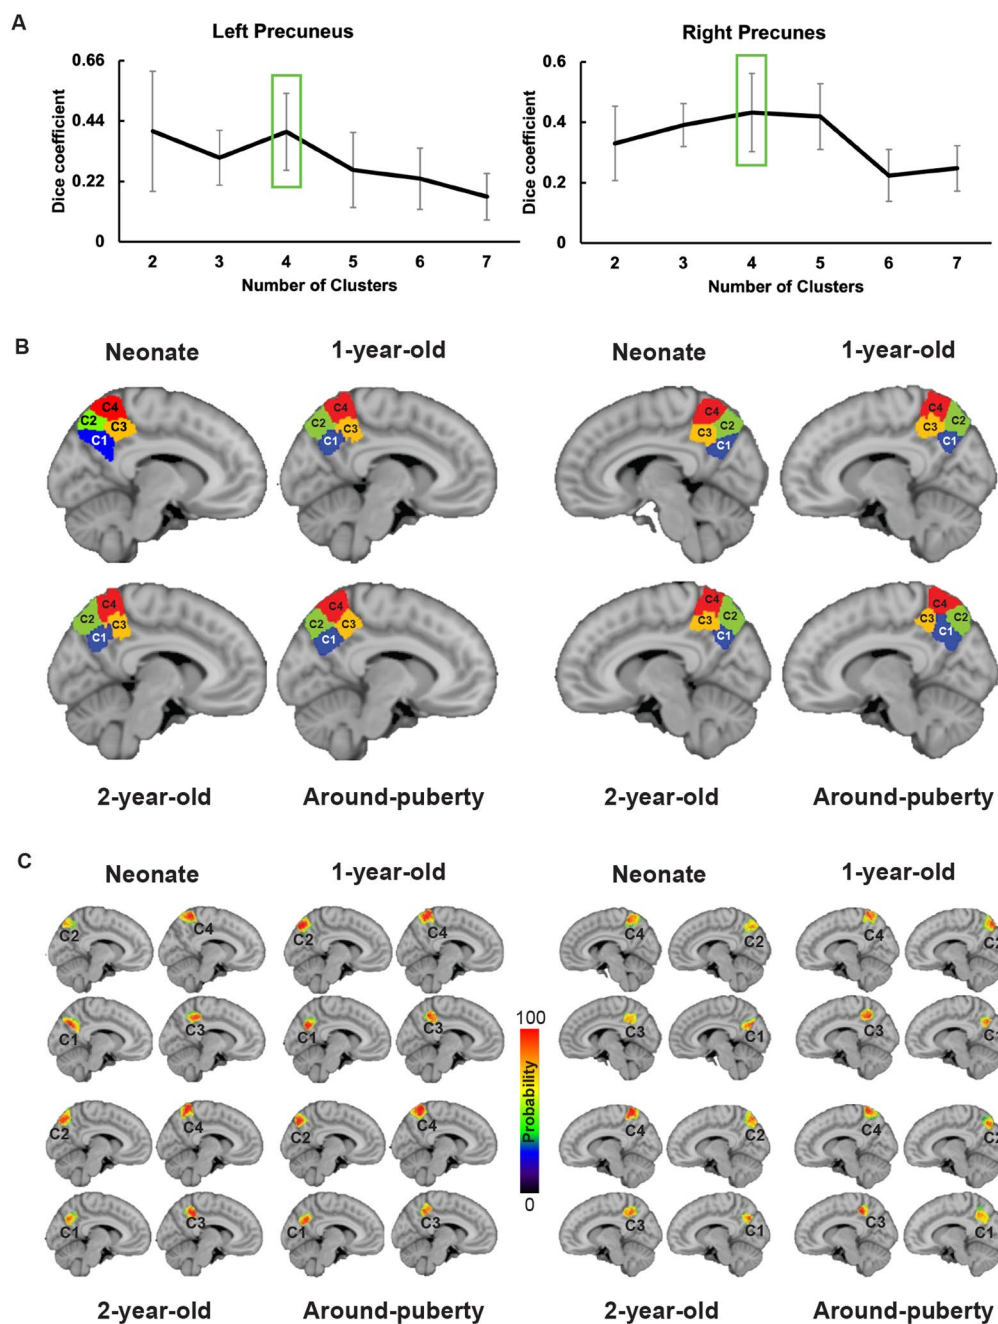 A
Left Precuneus
Dice coefficient
0.66
0.44
0.22
0
2 3 4 5 6 7
Number of Clusters
Right Precunes
Dice coefficient
0.6
0.4
0.2
0
2 3 4 5 6 7
Number of Clusters
B
Neonate 1-year-old Neonate 1-year-old
C4 C2 C3 C1
C4 C2 C3 C1
C4 C2 C3 C1
C4 C2 C3 C1
C4 C2 C3 C1
C4 C2 C3 C1
C4 C2 C3 C1
C4 C2 C3 C1
2-year-old Around-puberty 2-year-old Around-puberty
C
Neonate 1-year-old Neonate 1-year-old
C2 C4 C2 C4 C4 C2 C4 C2
C1 C3 C1 C3 C3 C1 C3 C1
100
Probability
0
C2 C4 C2 C4 C4 C2 C4 C2
C1 C3 C1 C3 C3 C1 C3 C1
2-year-old Around-puberty 2-year-old Around-puberty